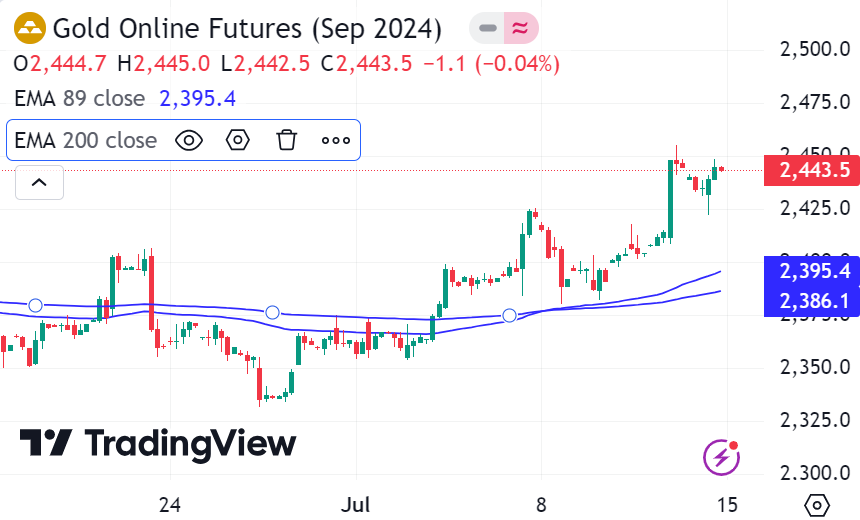 Gold Online Futures (Sep 2024)
O2,444.7 H2,445.0 L2,442.5 C2,443.5 −1.1 (−0.04%)
EMA 89 close 2,395.4
EMA 200 close
2,500.0
2,475.0
2,450.0
2,443.5
2,425.0
2,395.4
2,386.1
2,350.0
2,325.0
2,300.0
TradingView
24 Jul 8 15